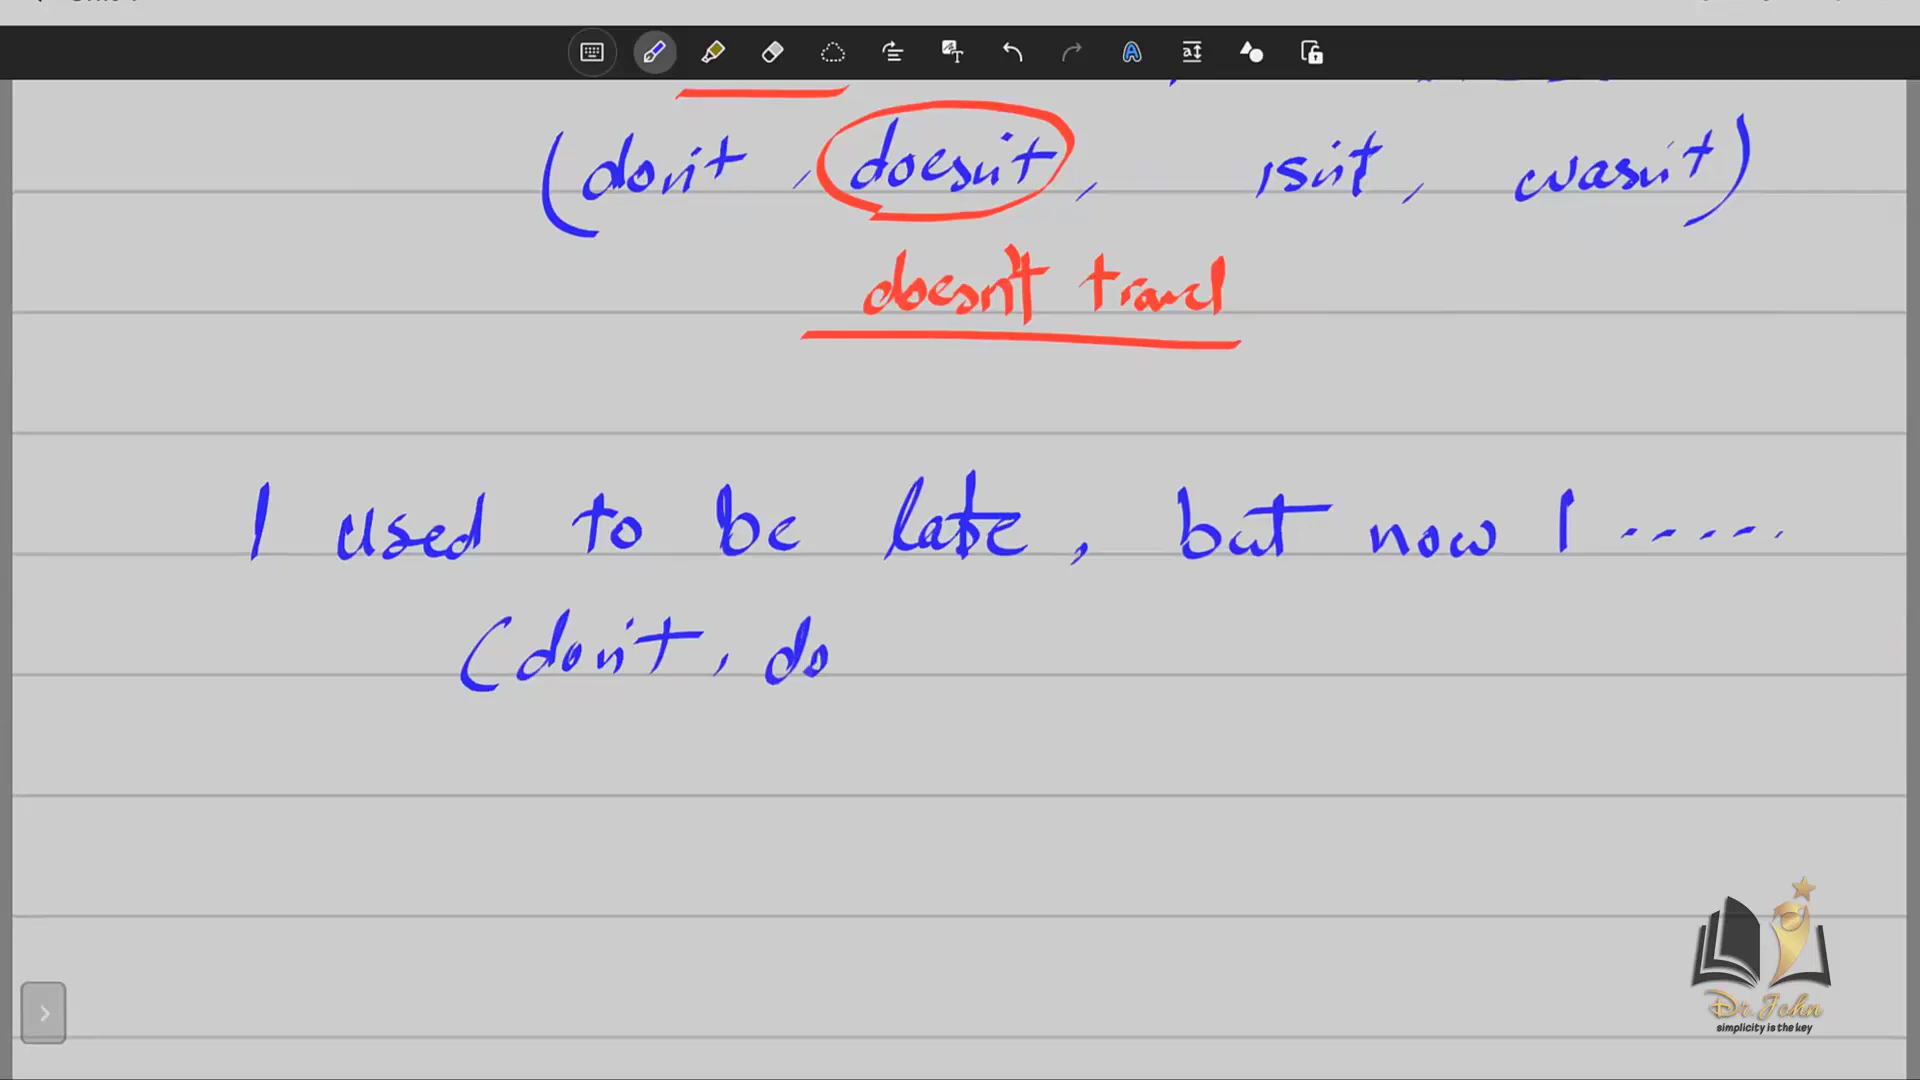 (don't, doesn't, isn't, wasn't)
doesn't travel
I used to be late, but now I .....
(don't, do
Dr. John
simplicity is the key